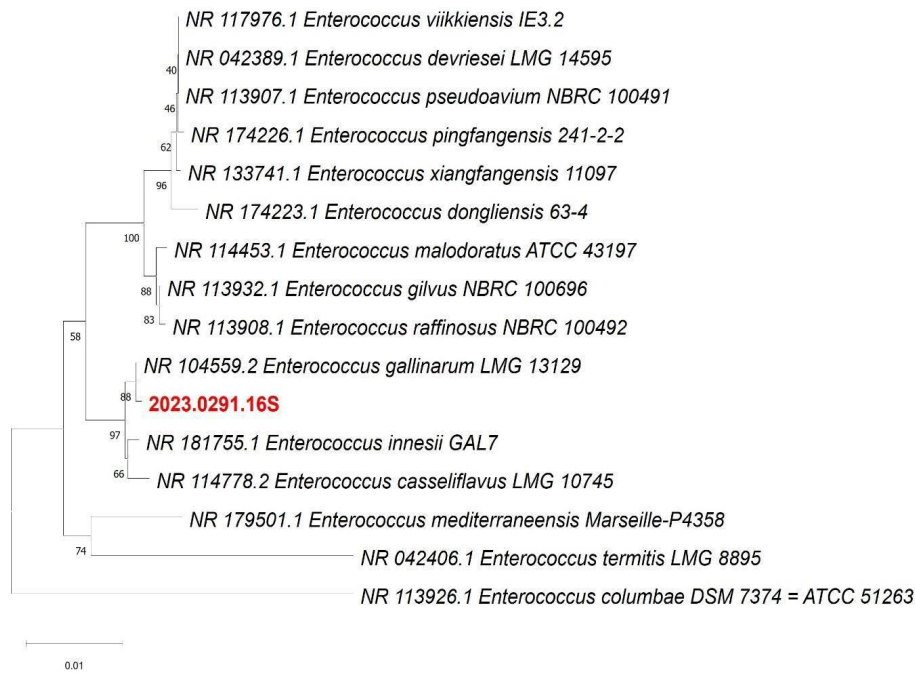 NR 117976.1 Enterococcus viikkiensis IE3.2
NR 042389.1 Enterococcus devriesei LMG 14595
40
NR 113907.1 Enterococcus pseudoavium NBRC 100491
46
NR 174226.1 Enterococcus pingfangensis 241-2-2
62
NR 133741.1 Enterococcus xiangfangensis 11097
96
NR 174223.1 Enterococcus dongliensis 63-4
100
NR 114453.1 Enterococcus malodoratus ATCC 43197
88
NR 113932.1 Enterococcus gilvus NBRC 100696
83
NR 113908.1 Enterococcus raffinosus NBRC 100492
58
NR 104559.2 Enterococcus gallinarum LMG 13129
88
2023.0291.16S
97
NR 181755.1 Enterococcus innesii GAL7
66
NR 114778.2 Enterococcus casseliflavus LMG 10745
NR 179501.1 Enterococcus mediterraneensis Marseille-P4358
74
NR 042406.1 Enterococcus termitis LMG 8895
NR 113926.1 Enterococcus columbae DSM 7374 = ATCC 51263
0.01